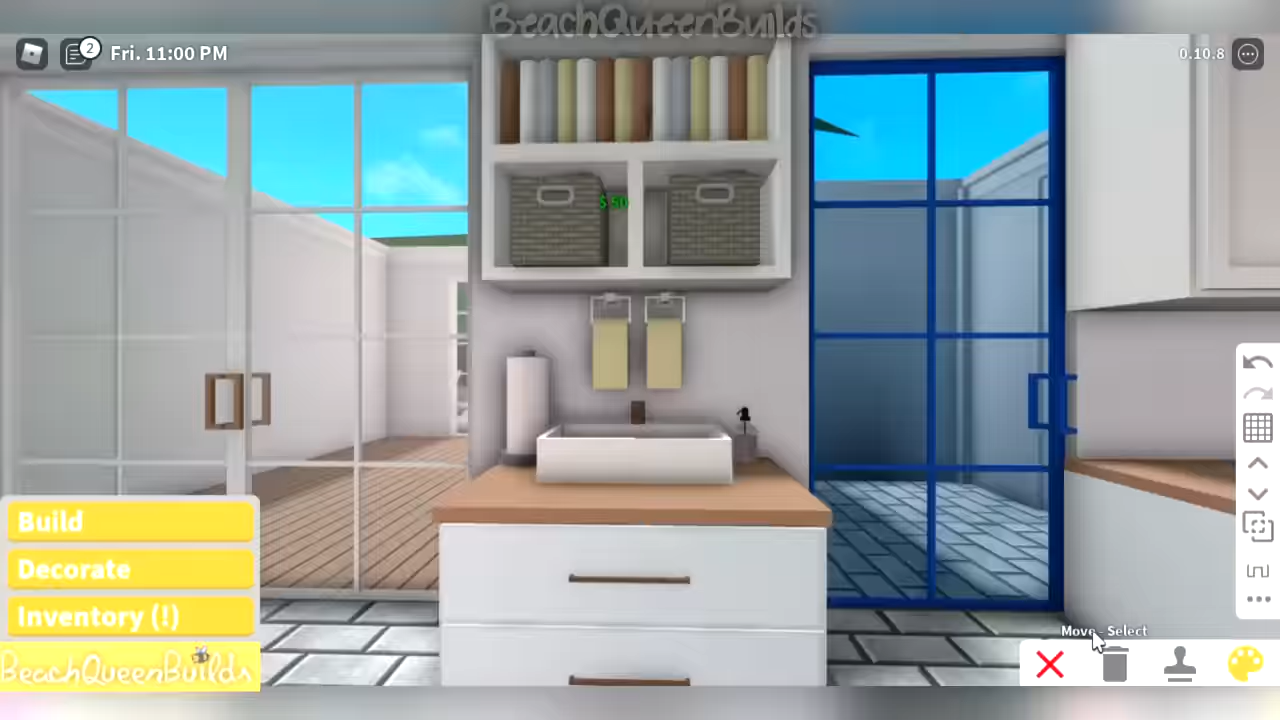 BeachQueenBuilds
2
Fri. 11:00 PM
0.10.8
$ 50
Build
Decorate
Inventory (!)
BeachQueenBuilds
Move - Select